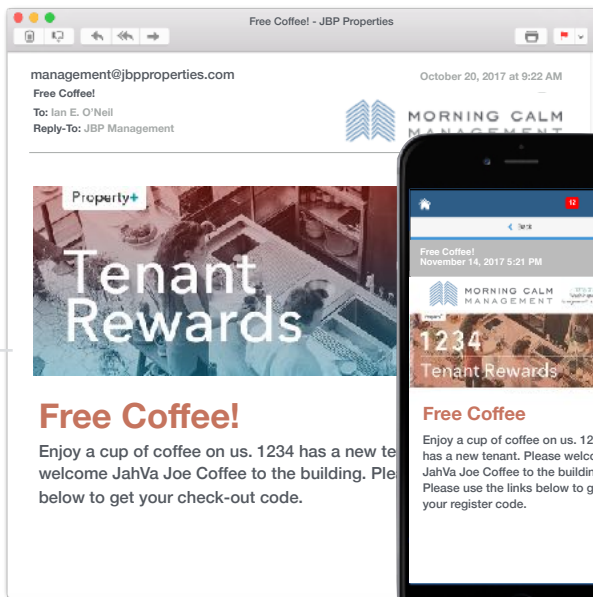 Free Coffee! - JBP Properties
management@jbpproperties.com
October 20, 2017 at 9:22 AM
Free Coffee!
To: Ian E. O'Neil
Reply-To: JBP Management
MORNING CALM
MANAGEMENT
Property+
Tenant
Rewards
Free Coffee!
Enjoy a cup of coffee on us. 1234 has a new te
welcome JahVa Joe Coffee to the building. Ple
below to get your check-out code.
12
Back
Free Coffee!
November 14, 2017 5:21 PM
MORNING CALM
MANAGEMENT
1234
Tenant Rewards
Free Coffee
Enjoy a cup of coffee on us. 12
has a new tenant. Please welco
JahVa Joe Coffee to the buildin
Please use the links below to g
your register code.